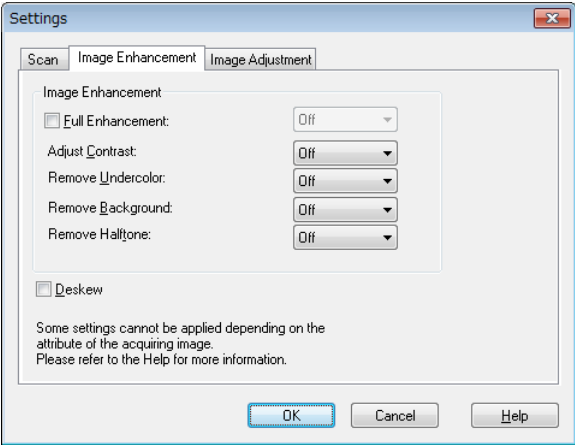 Settings
Scan Image Enhancement Image Adjustment
Image Enhancement
Full Enhancement: Off
Adjust Contrast: Off
Remove Undercolor: Off
Remove Background: Off
Remove Halftone: Off
Deskew
Some settings cannot be applied depending on the
attribute of the acquiring image.
Please refer to the Help for more information.
OK Cancel Help